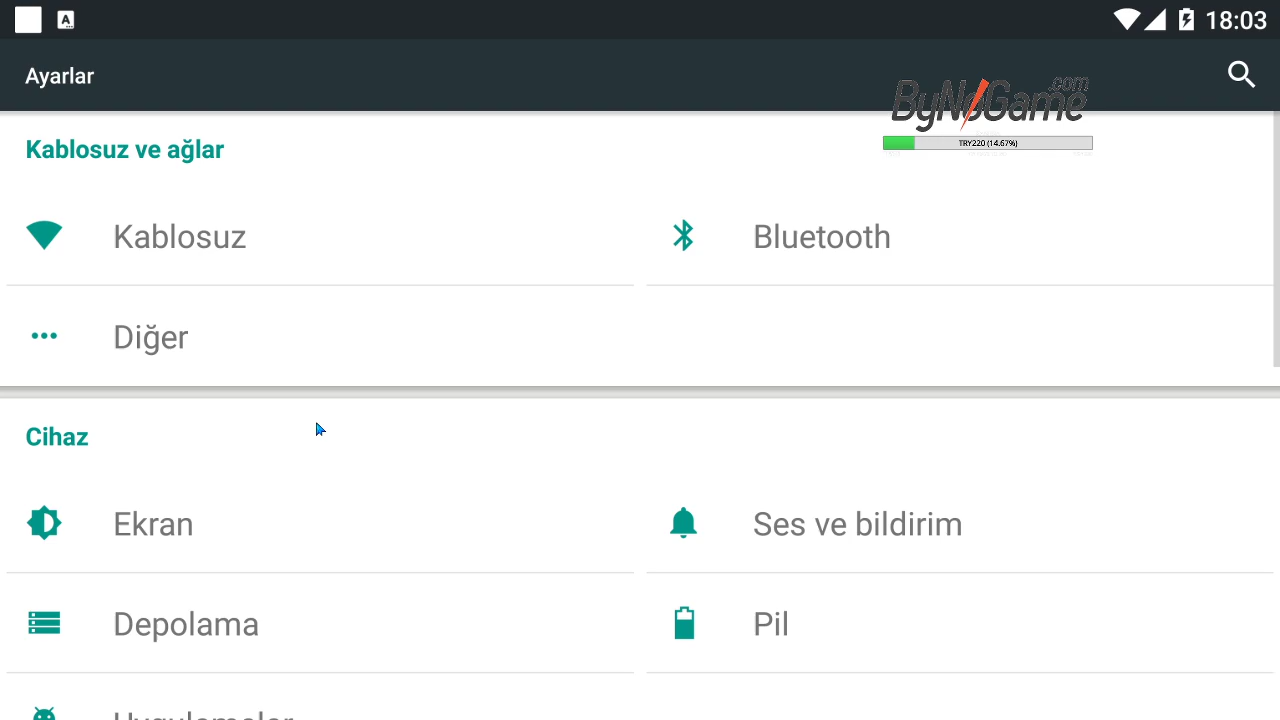 A
18:03
Ayarlar
ByNoGame.com
TRY220 (14.67%)
Kablosuz ve ağlar
Kablosuz
Bluetooth
Diğer
Cihaz
Ekran
Ses ve bildirim
Depolama
Pil
Uygulamalar